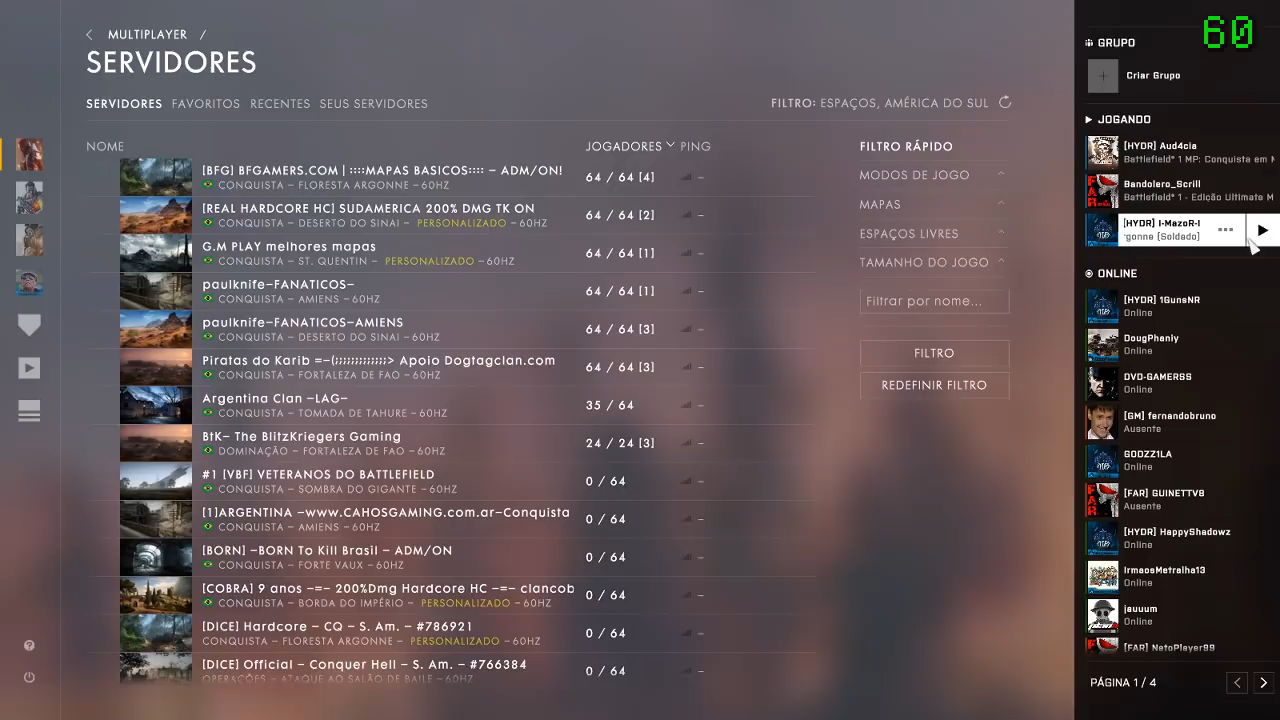 MULTIPLAYER /
SERVIDORES
SERVIDORES FAVORITOS RECENTES SEUS SERVIDORES
FILTRO: ESPAÇOS, AMÉRICA DO SUL
NOME JOGADORES PING
[BFG] BFGAMERS.COM | ::::MAPAS BASICOS:::: – ADM/ON!
CONQUISTA – FLORESTA ARGONNE – 60HZ
64 / 64 [4] –
[REAL HARDCORE HC] SUDAMERICA 200% DMG TK ON
CONQUISTA – DESERTO DO SINAI – PERSONALIZADO – 60HZ
64 / 64 [2] –
G.M PLAY melhores mapas
CONQUISTA – ST. QUENTIN – PERSONALIZADO – 60HZ
64 / 64 [1] –
paulknife–FANATICOS–
CONQUISTA – AMIENS – 60HZ
64 / 64 [1] –
paulknife–FANATICOS–AMIENS
CONQUISTA – DESERTO DO SINAI – 60HZ
64 / 64 [3] –
Piratas do Karib =–(;;;;;;;;;;;;> Apoio Dogtagclan.com
CONQUISTA – FORTALEZA DE FAO – 60HZ
64 / 64 [3] –
Argentina Clan –LAG–
CONQUISTA – TOMADA DE TAHURE – 60HZ
35 / 64 –
BtK– The BlitzKriegers Gaming
DOMINAÇÃO – FORTALEZA DE FAO – 60HZ
24 / 24 [3] –
#1 [VBF] VETERANOS DO BATTLEFIELD
CONQUISTA – SOMBRA DO GIGANTE – 60HZ
0 / 64 –
[1]ARGENTINA –www.CAHOSGAMING.com.ar–Conquista
CONQUISTA – AMIENS – 60HZ
0 / 64 –
[BORN] –BORN To Kill Brasil – ADM/ON
CONQUISTA – FORTE VAUX – 60HZ
0 / 64 –
[COBRA] 9 anos –=– 200%Dmg Hardcore HC –=– clancob
CONQUISTA – BORDA DO IMPÉRIO – PERSONALIZADO – 60HZ
0 / 64 –
[DICE] Hardcore – CQ – S. Am. – #786921
CONQUISTA – FLORESTA ARGONNE – PERSONALIZADO – 60HZ
0 / 64 –
[DICE] Official – Conquer Hell – S. Am. – #766384
OPERAÇÕES – ATAQUE AO SALÃO DE BAILE – 60HZ
0 / 64 –
FILTRO RÁPIDO
MODOS DE JOGO
MAPAS
ESPAÇOS LIVRES
TAMANHO DO JOGO
Filtrar por nome...
FILTRO
REDEFINIR FILTRO
60
GRUPO
Criar Grupo
JOGANDO
[HYDR] Aud4cia
Battlefield™ 1 MP: Conquista em
Bandolero_Scrill
Battlefield™ 1 - Edição Ultimate M
[HYDR] I-MazoR-I
rgonne (Soldado)
ONLINE
[HYDR] 1GunsNR
Online
DougPhanly
Online
DVD-GAMERSS
Online
[GM] fernandobruno
Ausente
GODZZ1LA
Online
[FAR] GUINETTV8
Ausente
[HYDR] HappyShadowz
Online
IrmaosMetralha13
Online
jauuum
Online
[FAR] NetoPlayer99
PÁGINA 1 / 4